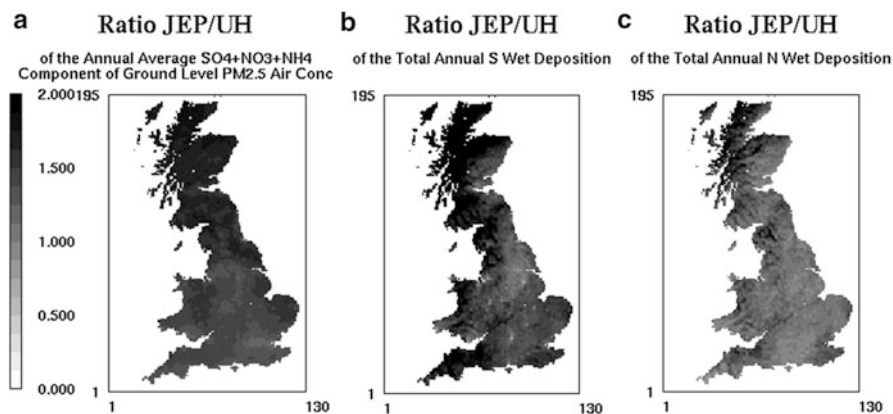 a
Ratio JEP/UH
of the Annual Average SO4+NO3+NH4
Component of Ground Level PM2.5 Air Conc
2.000
1.500
1.000
0.500
0.000
195
1
1
130
b
Ratio JEP/UH
of the Total Annual S Wet Deposition
195
1
1
130
c
Ratio JEP/UH
of the Total Annual N Wet Deposition
195
1
1
130